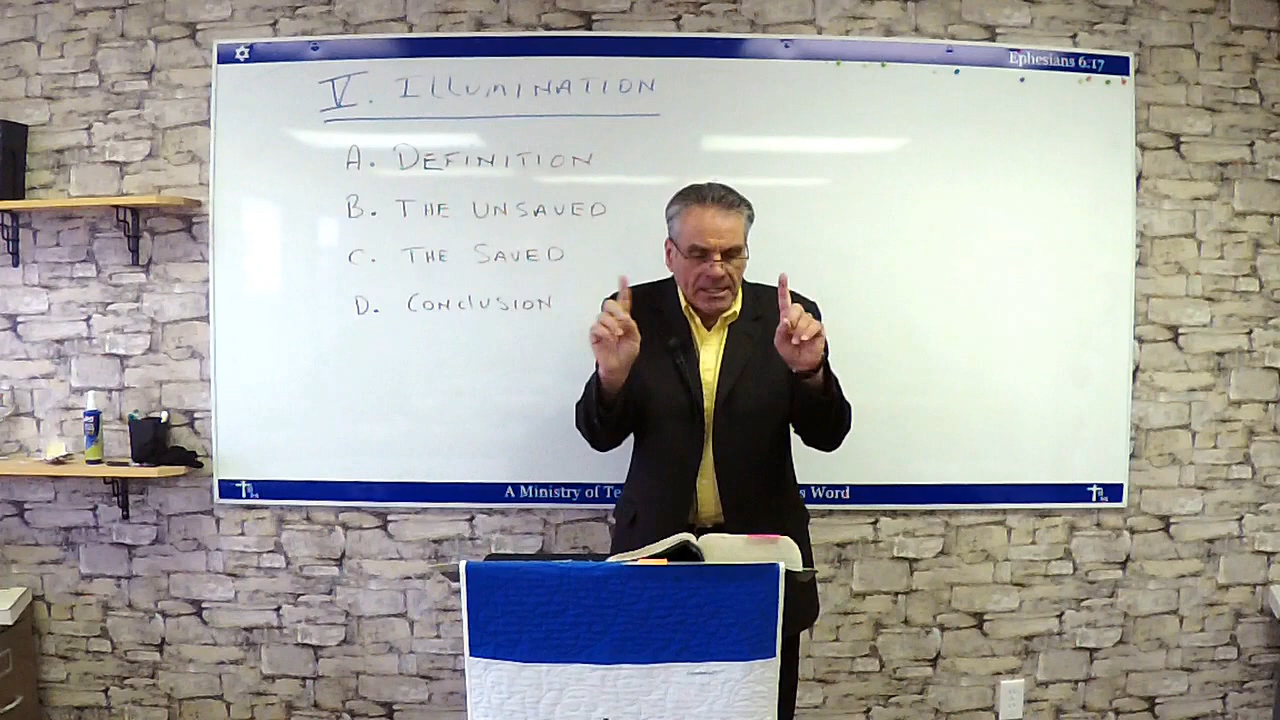 Ephesians 6:17
V. ILLUMINATION
A. DEFINITION
B. THE UNSAVED
C. THE SAVED
D. CONCLUSION
A Ministry of Word